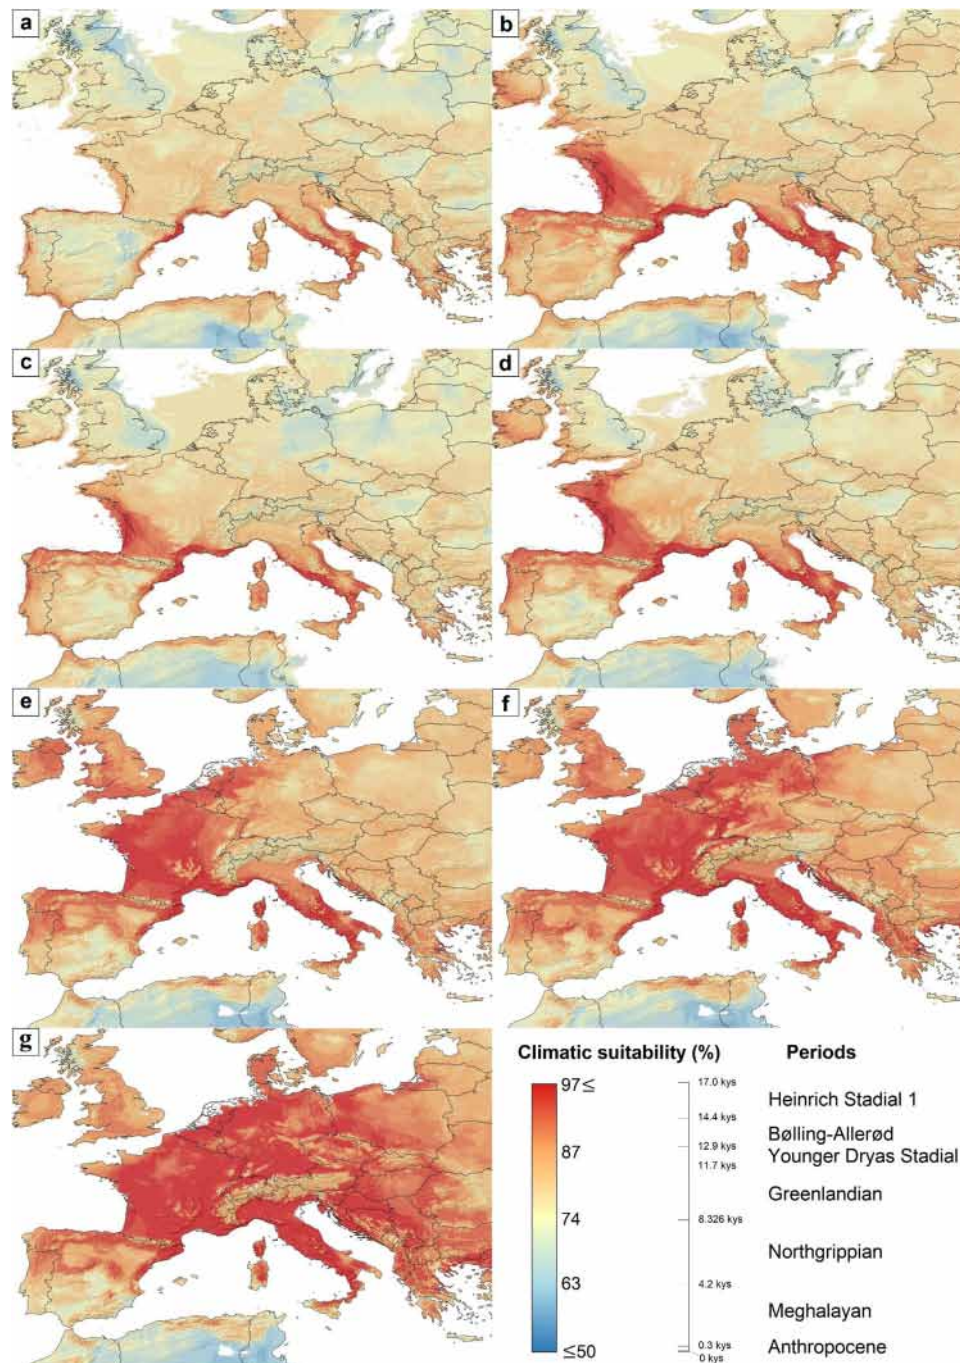 a
b
c
d
e
f
g
Climatic suitability (%)
Periods
97≤
87
74
63
≤50
17.0 kys
14.4 kys
12.9 kys
11.7 kys
8.326 kys
4.2 kys
0.3 kys
0 kys
Heinrich Stadial 1
Bølling-Allerød
Younger Dryas Stadial
Greenlandian
Northgrippian
Meghalayan
Anthropocene